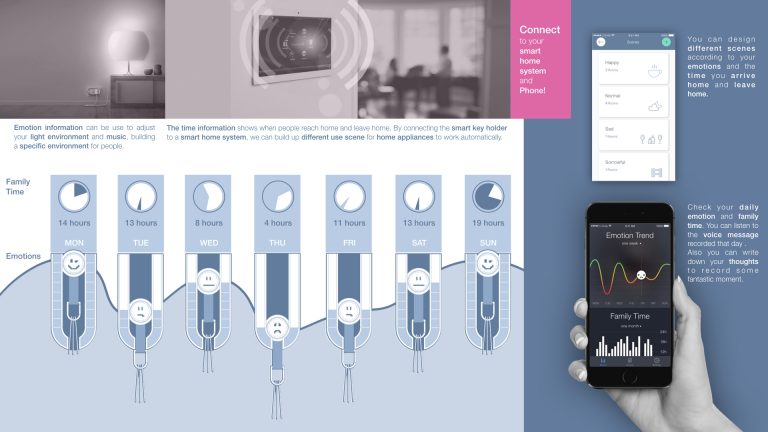 Connect
to your
smart
home
system
and
Phone!
Emotion information can be use to adjust
your light environment and music, building
a specific environment for people.
The time information shows when people reach home and leave home. By connecting the smart key holder
to a smart home system, we can build up different use scene for home appliances to work automatically.
Family
Time
14 hours
13 hours
8 hours
4 hours
11 hours
13 hours
19 hours
MON
TUE
WED
THU
FRI
SAT
SUN
Emotions
You can design
different scenes
according to your
emotions and the
time you arrive
home and leave
home.
Scenes
Happy
Normal
Sad
Sorrowful
Check your daily
emotion and family
time. You can listen to
the voice message
recorded that day .
Also you can write
down your thoughts
to record some
fantastic moment.
Emotion Trend
one week
Family Time
one month